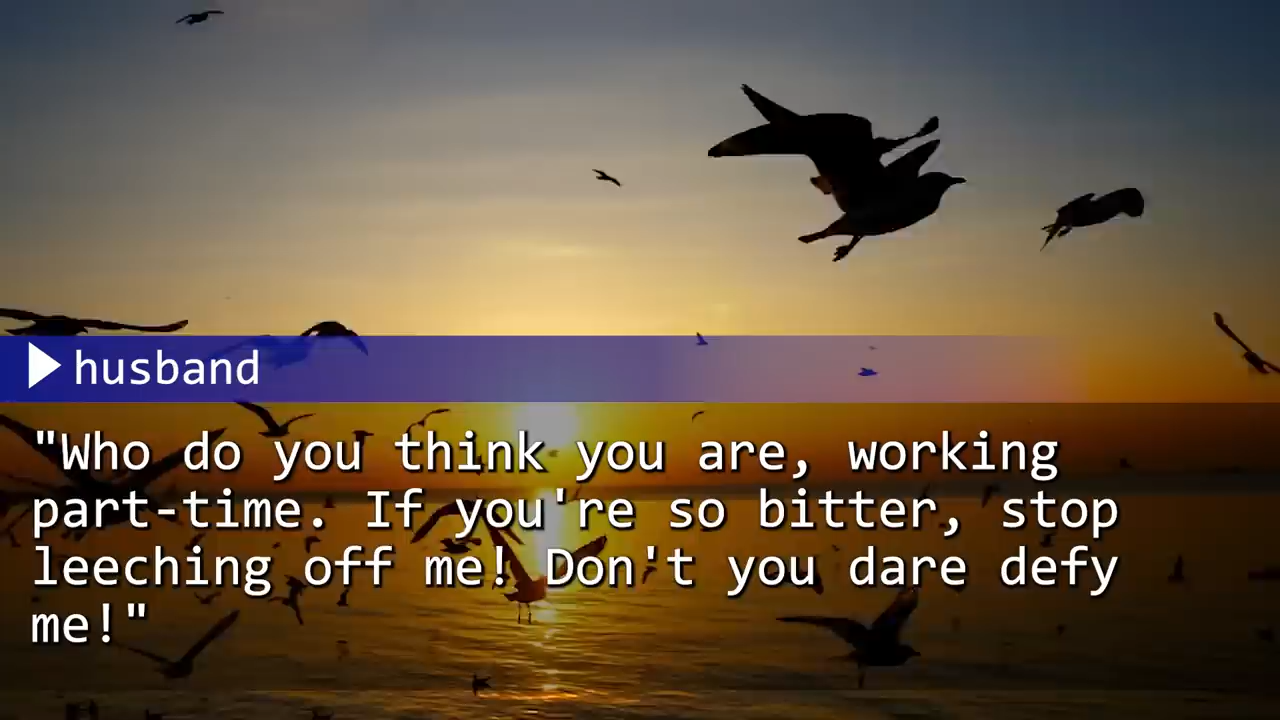 husband
"Who do you think you are, working
part-time. If you're so bitter, stop
leeching off me! Don't you dare defy
me!"